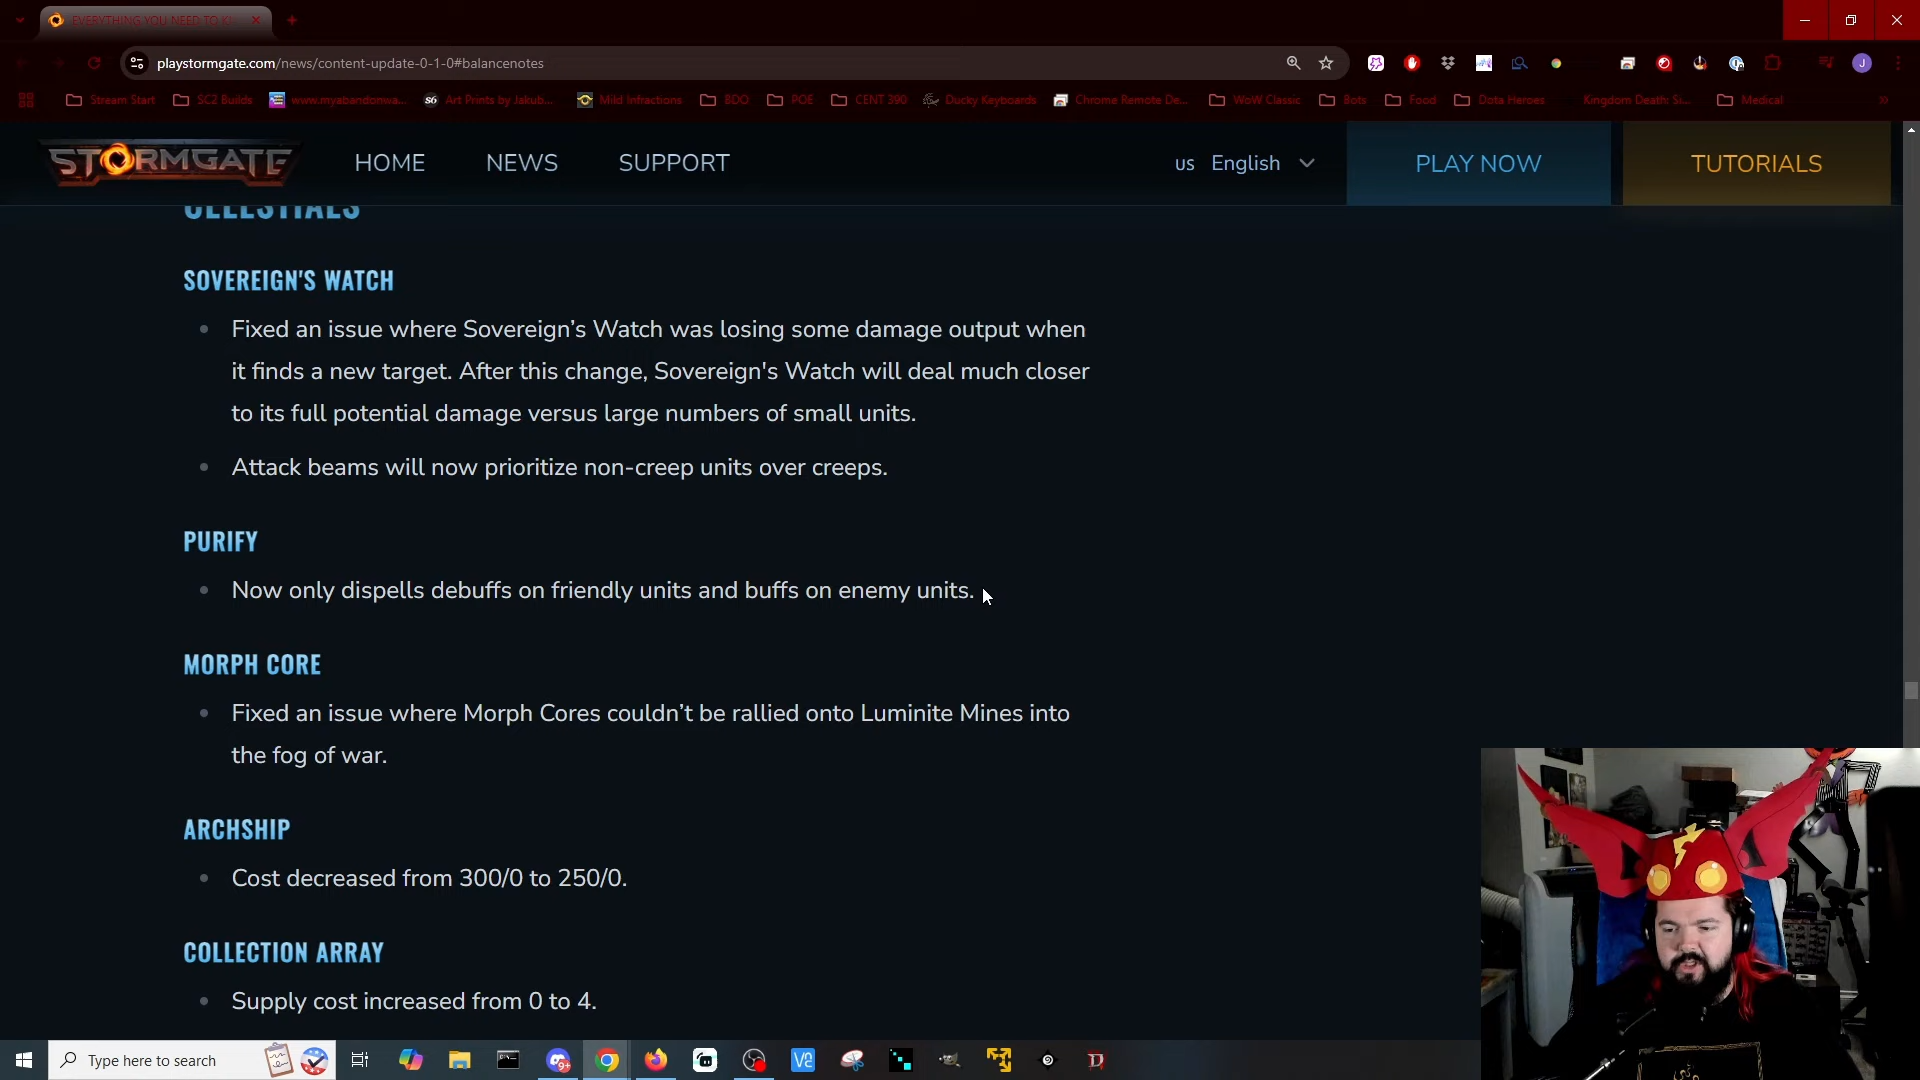 EVERYTHING YOU NEED TO K
playstormgate.com/news/content-update-0-1-0#balancenotes
Stream Start
SC2 Builds
www.myabandonwa...
Art Prints by Jakub...
Mild Infractions
BDO
POE
CENT 390
Ducky Keyboards
Chrome Remote De...
WoW Classic
Bots
Food
Dota Heroes
Kingdom Death: Si...
Medical
STORMGATE
HOME
NEWS
SUPPORT
us English
PLAY NOW
TUTORIALS
CELESTIALS
SOVEREIGN'S WATCH
Fixed an issue where Sovereign’s Watch was losing some damage output when
it finds a new target. After this change, Sovereign's Watch will deal much closer
to its full potential damage versus large numbers of small units.
Attack beams will now prioritize non-creep units over creeps.
PURIFY
Now only dispells debuffs on friendly units and buffs on enemy units.
MORPH CORE
Fixed an issue where Morph Cores couldn’t be rallied onto Luminite Mines into
the fog of war.
ARCHSHIP
Cost decreased from 300/0 to 250/0.
COLLECTION ARRAY
Supply cost increased from 0 to 4.
Type here to search